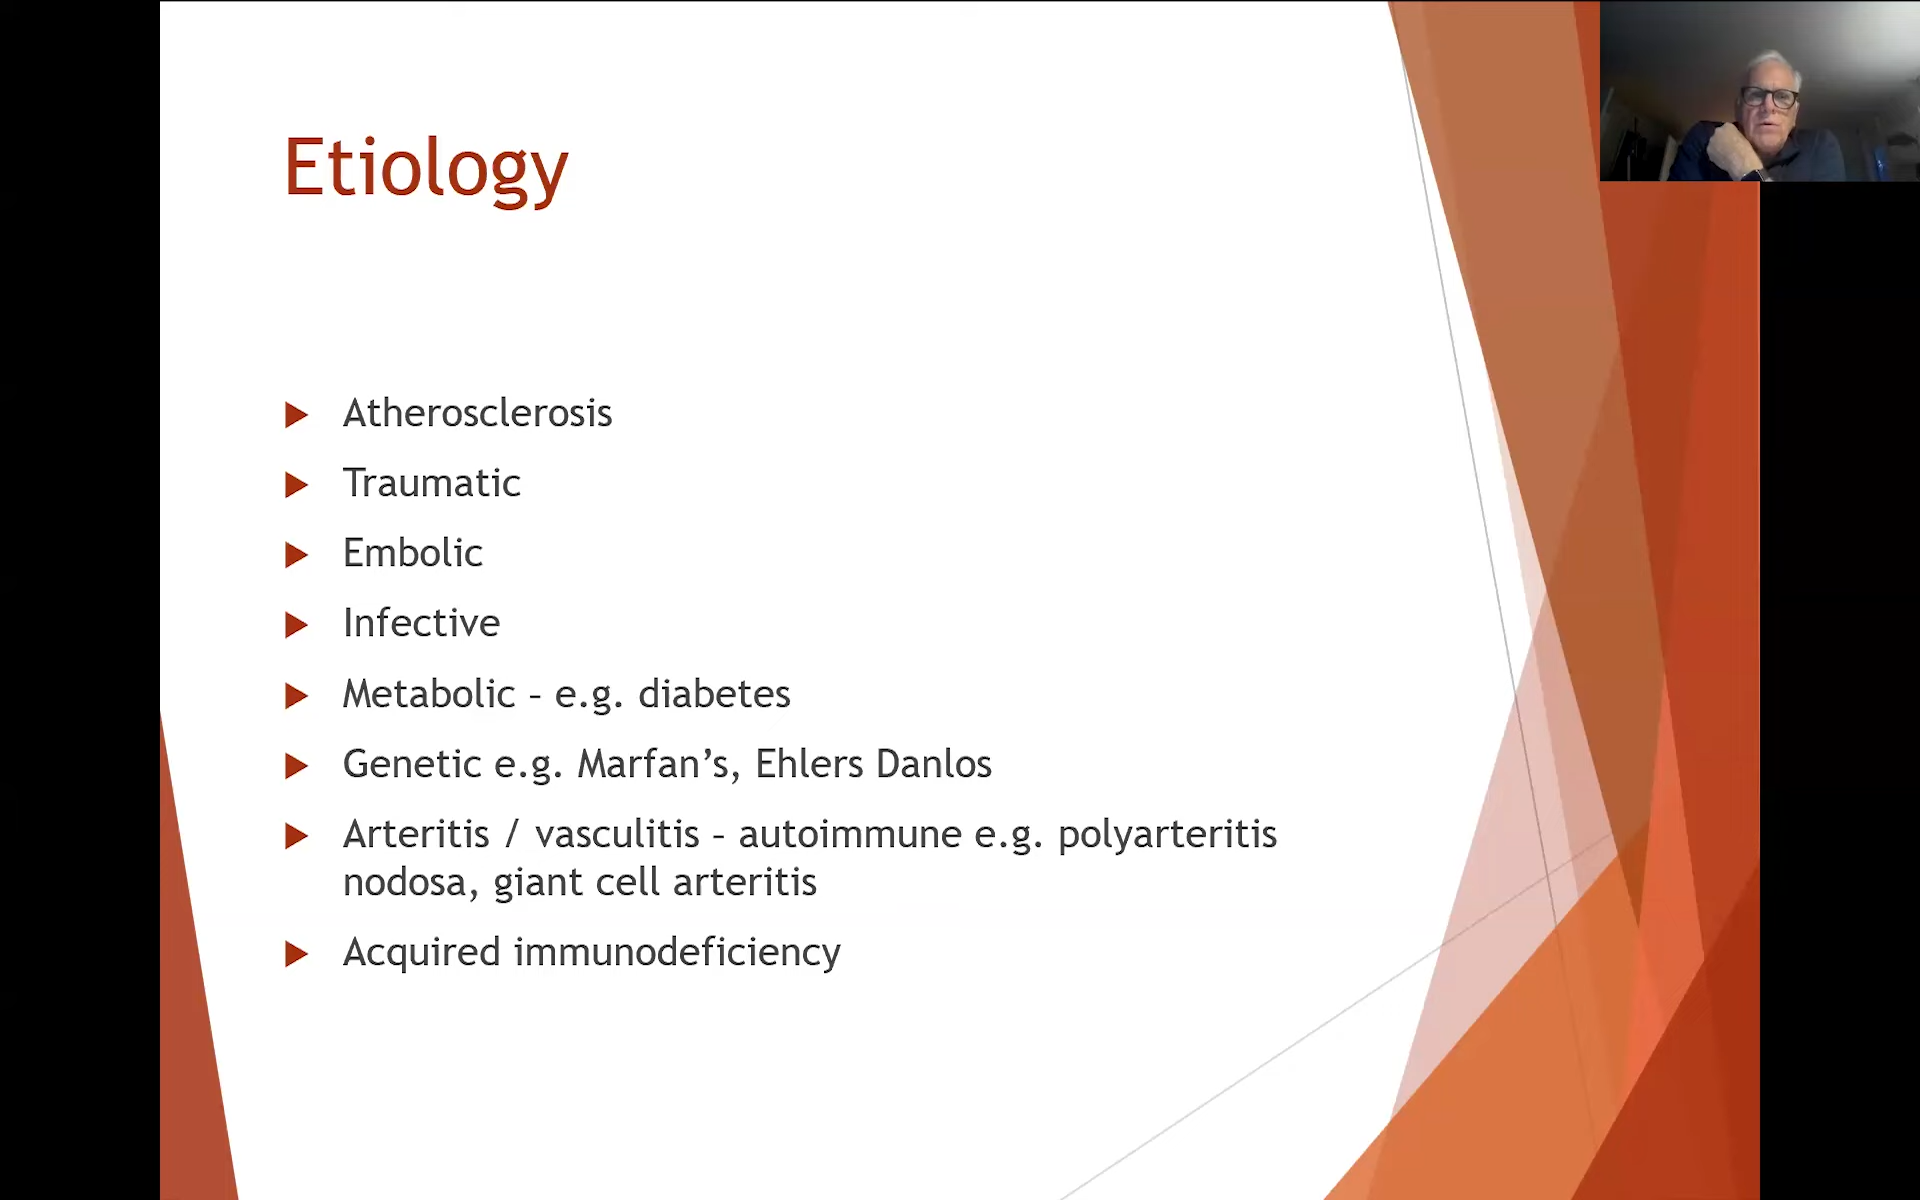 Etiology
Atherosclerosis
Traumatic
Embolic
Infective
Metabolic – e.g. diabetes
Genetic e.g. Marfan’s, Ehlers Danlos
Arteritis / vasculitis – autoimmune e.g. polyarteritis
nodosa, giant cell arteritis
Acquired immunodeficiency